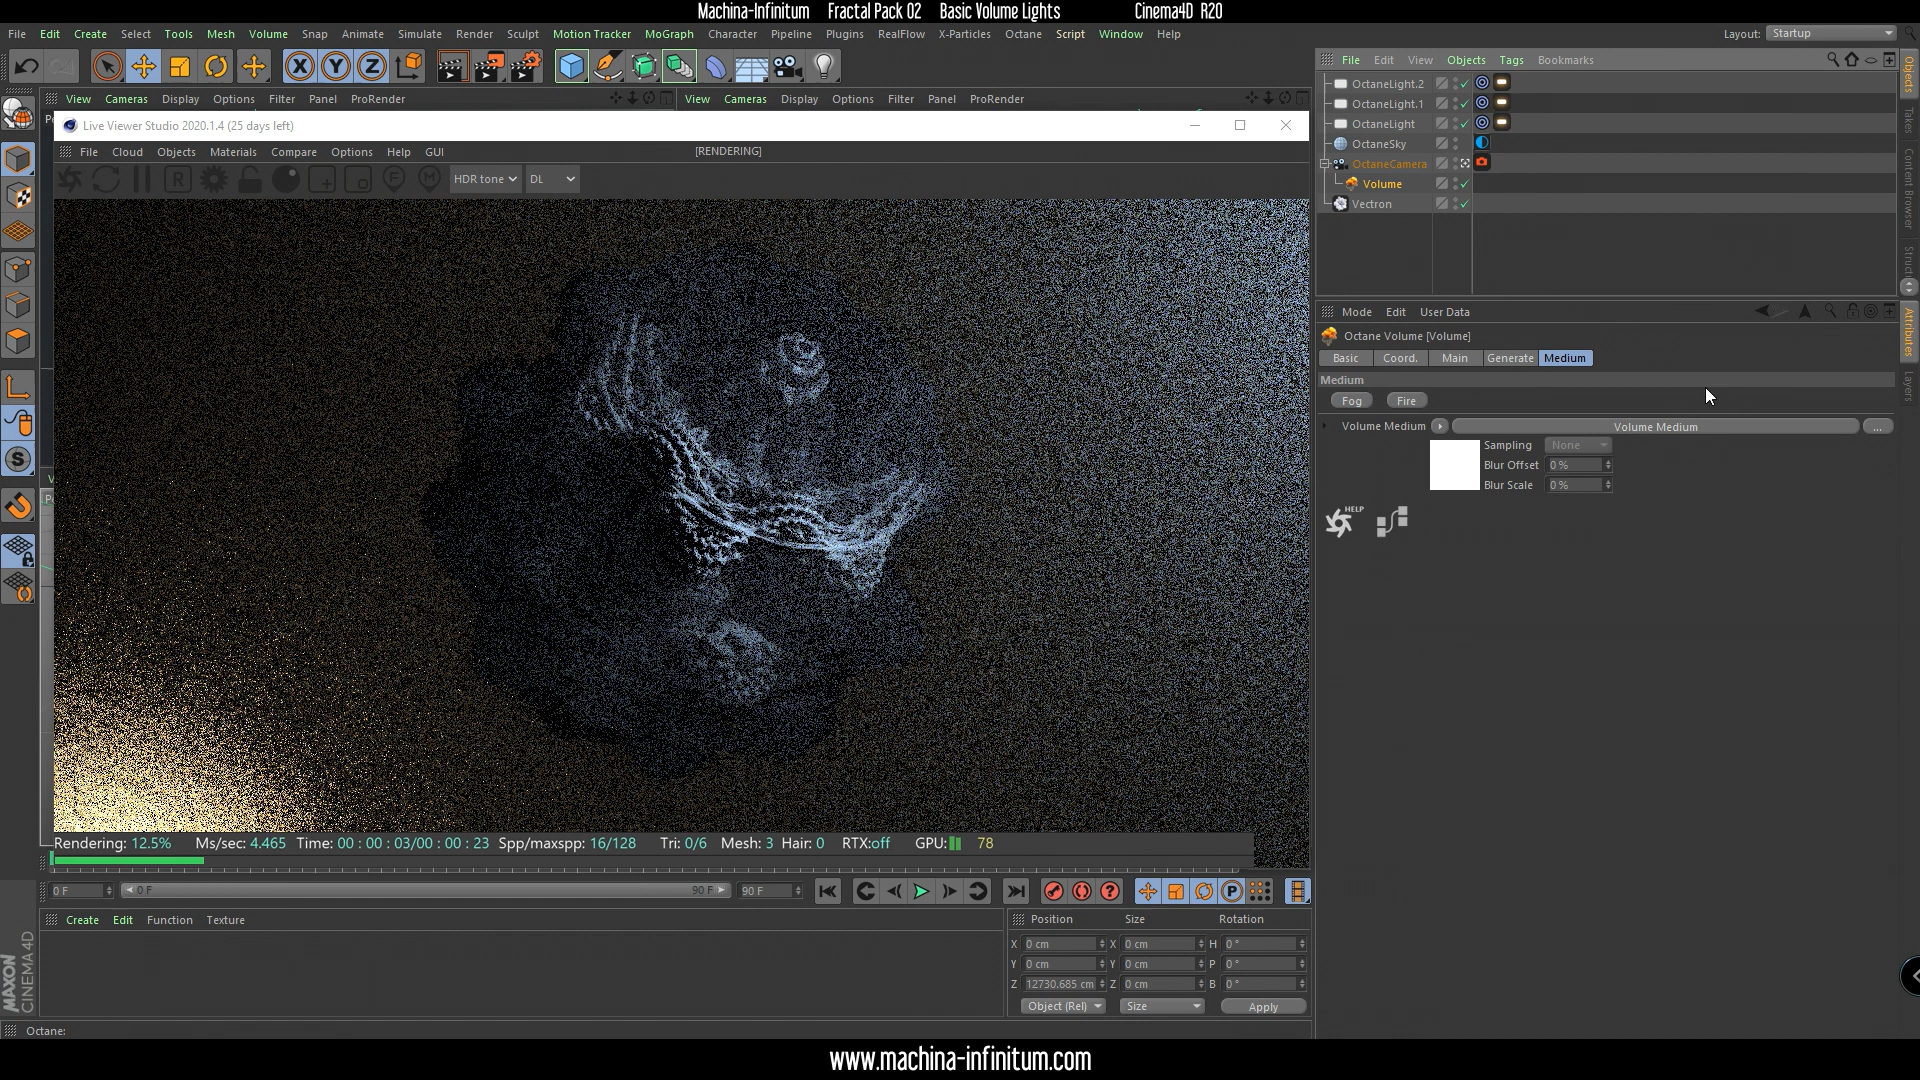 Machina-Infinitum Fractal Pack 02 Basic Volume Lights Cinema4D R20
File Edit Create Select Tools Mesh Volume Snap Animate Simulate Render Sculpt Motion Tracker MoGraph Character Pipeline Plugins RealFlow X-Particles Octane Script Window Help
Layout: Startup
File Edit View Objects Tags Bookmarks
OctaneLight.2
OctaneLight.1
OctaneLight
OctaneSky
OctaneCamera
Volume
Vectron
Objects
Takes
Content Browser
Attributes
Layers
View Cameras Display Options Filter Panel ProRender
View Cameras Display Options Filter Panel ProRender
Live Viewer Studio 2020.1.4 (25 days left)
File Cloud Objects Materials Compare Options Help GUI
[RENDERING]
HDR tone DL
Mode Edit User Data
Octane Volume [Volume]
Basic Coord. Main Generate Medium
Medium
Fog Fire
Volume Medium Volume Medium ...
Sampling None
Blur Offset 0 %
Blur Scale 0 %
HELP
Rendering: 12.5% Ms/sec: 4.465 Time: 00 : 00 : 03/00 : 00 : 23 Spp/maxspp: 16/128 Tri: 0/6 Mesh: 3 Hair: 0 RTX:off GPU: 78
0 F 0 F 90 F 90 F
Create Edit Function Texture
Position Size Rotation
X 0 cm X 0 cm H 0 °
Y 0 cm Y 0 cm P 0 °
Z 12730.685 cm Z 0 cm B 0 °
Object (Rel) Size Apply
MAXON
CINEMA 4D
Octane:
www.machina-infinitum.com